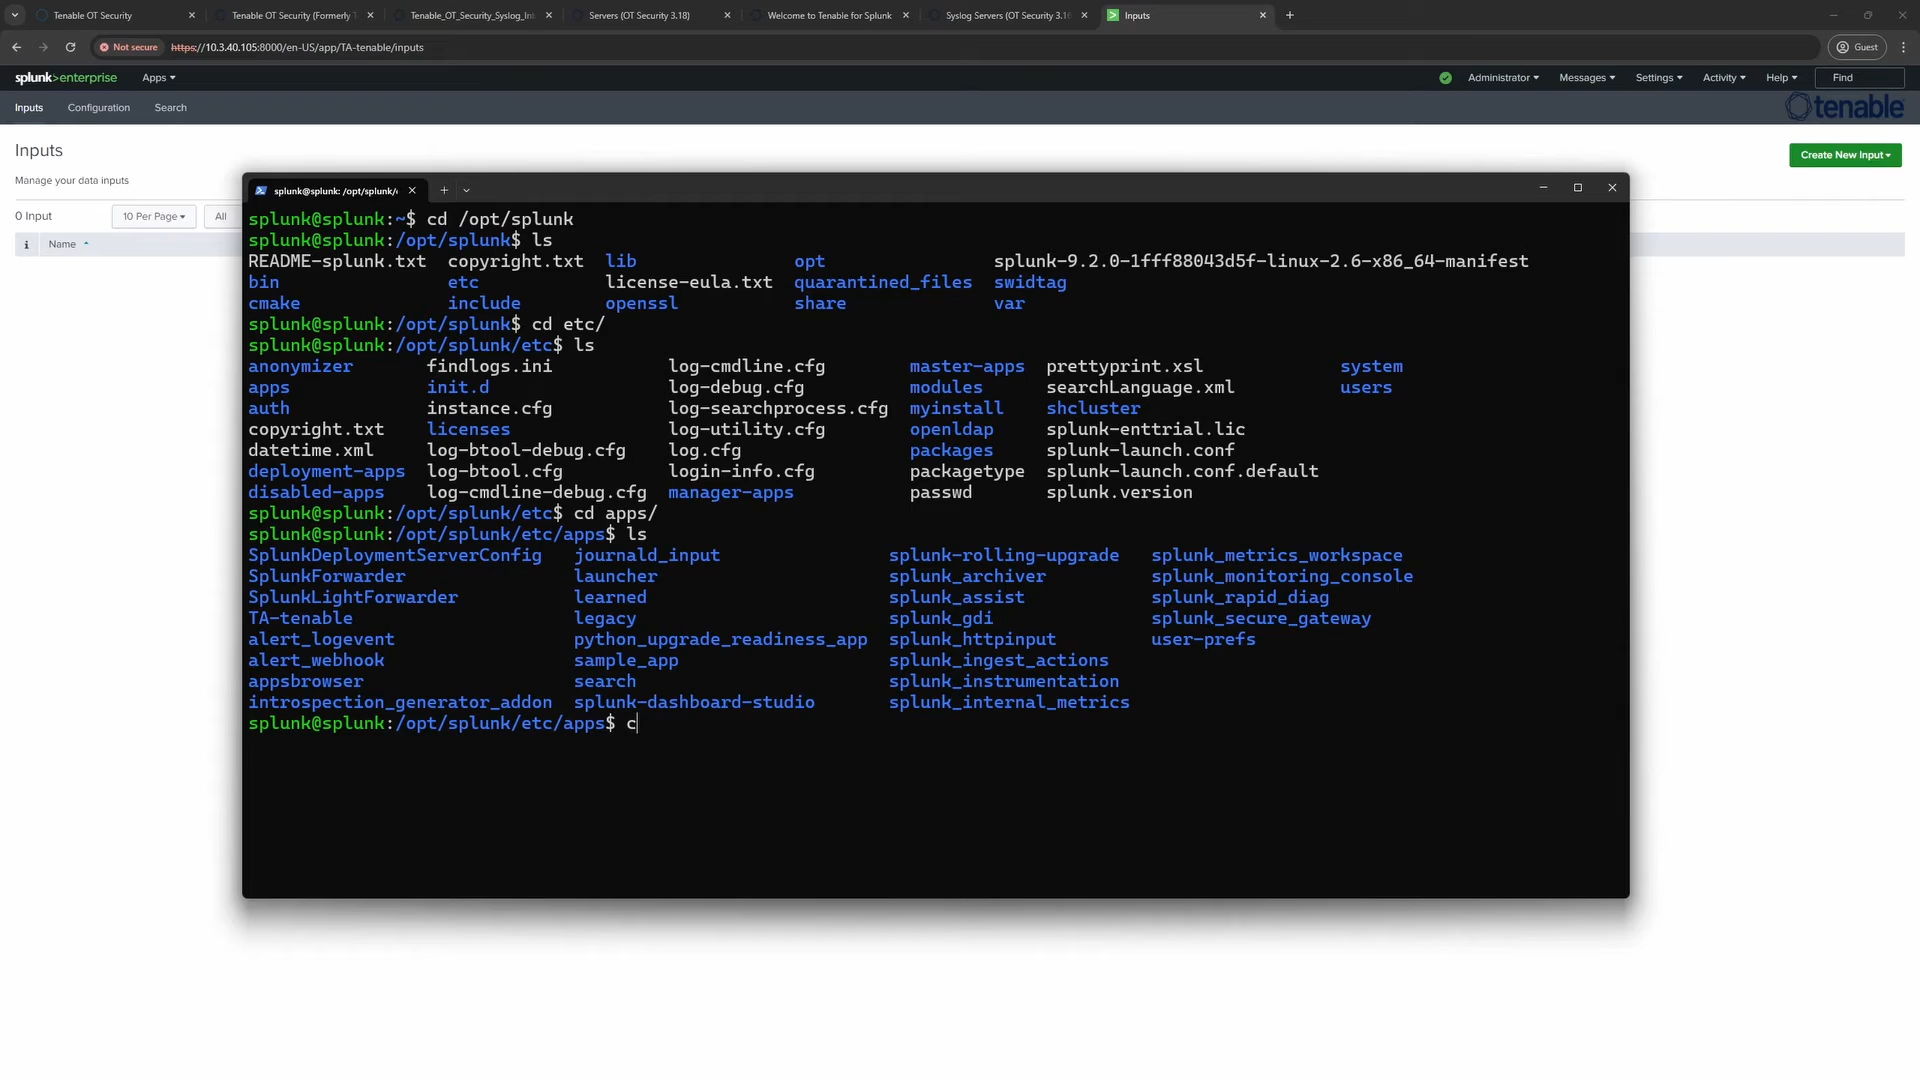 Tenable OT Security
Tenable OT Security (Formerly T
Tenable_OT_Security_Syslog_Int
Servers (OT Security 3.18)
Welcome to Tenable for Splunk
Syslog Servers (OT Security 3.16
Inputs
Not secure https://10.3.40.105:8000/en-US/app/TA-tenable/inputs
Guest
splunk>enterprise Apps Administrator Messages Settings Activity Help Find
Inputs Configuration Search tenable
Inputs
Create New Input
Manage your data inputs
0 Input 10 Per Page All
i Name
splunk@splunk: /opt/splunk/
splunk@splunk:~$ cd /opt/splunk
splunk@splunk:/opt/splunk$ ls
README-splunk.txt copyright.txt lib opt splunk-9.2.0-1fff88043d5f-linux-2.6-x86_64-manifest
bin etc license-eula.txt quarantined_files swidtag
cmake include openssl share var
splunk@splunk:/opt/splunk$ cd etc/
splunk@splunk:/opt/splunk/etc$ ls
anonymizer findlogs.ini log-cmdline.cfg master-apps prettyprint.xsl system
apps init.d log-debug.cfg modules searchLanguage.xml users
auth instance.cfg log-searchprocess.cfg myinstall shcluster
copyright.txt licenses log-utility.cfg openldap splunk-enttrial.lic
datetime.xml log-btool-debug.cfg log.cfg packages splunk-launch.conf
deployment-apps log-btool.cfg login-info.cfg packagetype splunk-launch.conf.default
disabled-apps log-cmdline-debug.cfg manager-apps passwd splunk.version
splunk@splunk:/opt/splunk/etc$ cd apps/
splunk@splunk:/opt/splunk/etc/apps$ ls
SplunkDeploymentServerConfig journald_input splunk-rolling-upgrade splunk_metrics_workspace
SplunkForwarder launcher splunk_archiver splunk_monitoring_console
SplunkLightForwarder learned splunk_assist splunk_rapid_diag
TA-tenable legacy splunk_gdi splunk_secure_gateway
alert_logevent python_upgrade_readiness_app splunk_httpinput user-prefs
alert_webhook sample_app splunk_ingest_actions
appsbrowser search splunk_instrumentation
introspection_generator_addon splunk-dashboard-studio splunk_internal_metrics
splunk@splunk:/opt/splunk/etc/apps$ c